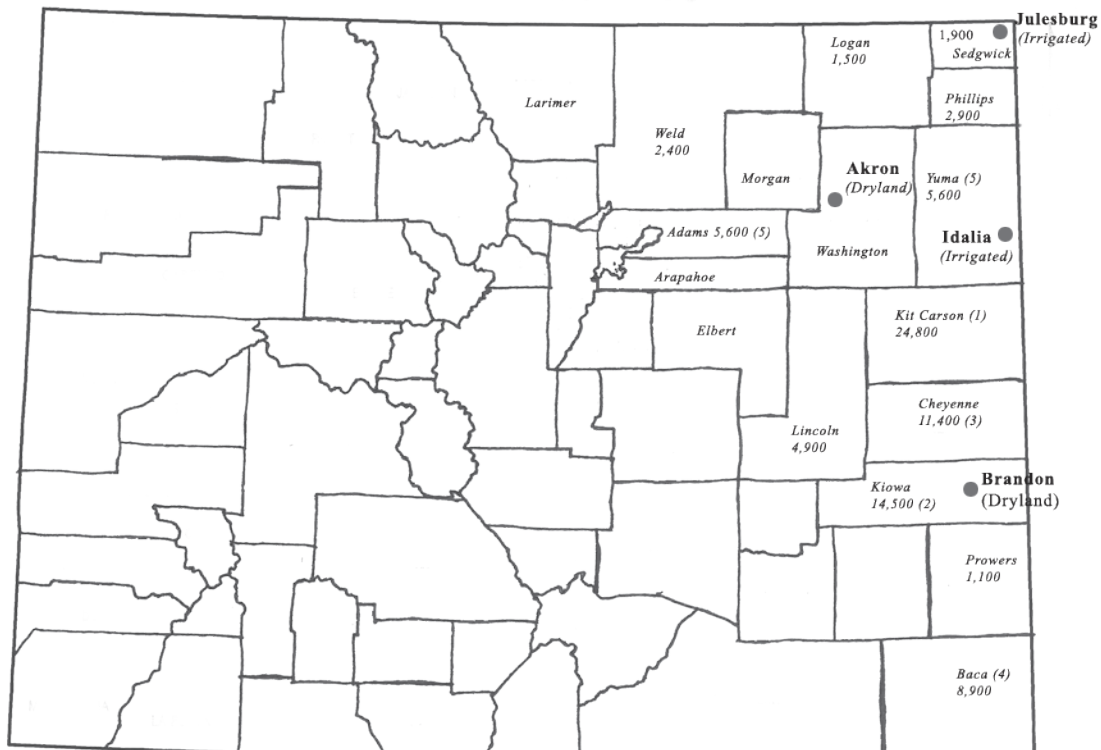 Julesburg
(Irrigated)
1,900
Sedgwick
Logan
1,500
Larimer
Phillips
2,900
Weld
2,400
Morgan
Akron
(Dryland)
Yuma (5)
5,600
Adams 5,600 (5)
Idalia
(Irrigated)
Washington
Arapahoe
Kit Carson (1)
24,800
Elbert
Cheyenne
11,400 (3)
Lincoln
4,900
Brandon
(Dryland)
Kiowa
14,500 (2)
Prowers
1,100
Baca (4)
8,900